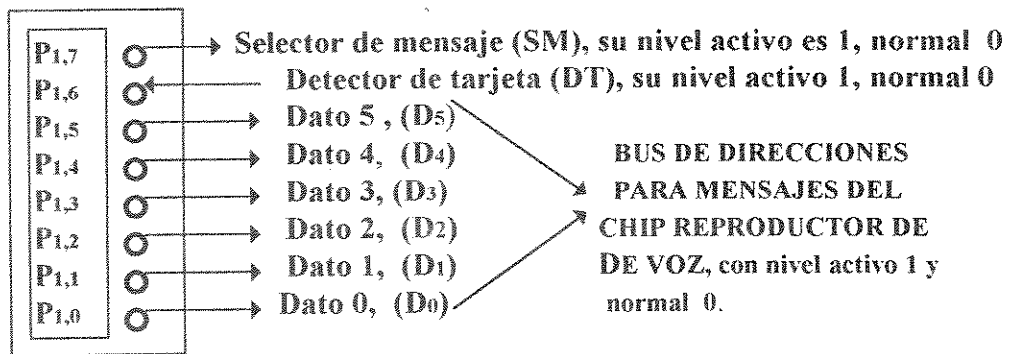 P1,7 Selector de mensaje (SM), su nivel activo es 1, normal 0
P1,6 Detector de tarjeta (DT), su nivel activo 1, normal 0
P1,5 Dato 5 , (D5)
P1,4 Dato 4, (D4)
P1,3 Dato 3, (D3)
P1,2 Dato 2, (D2)
P1,1 Dato 1, (D1)
P1,0 Dato 0, (D0)
BUS DE DIRECCIONES
PARA MENSAJES DEL
CHIP REPRODUCTOR DE
DE VOZ, con nivel activo 1 y
normal 0.